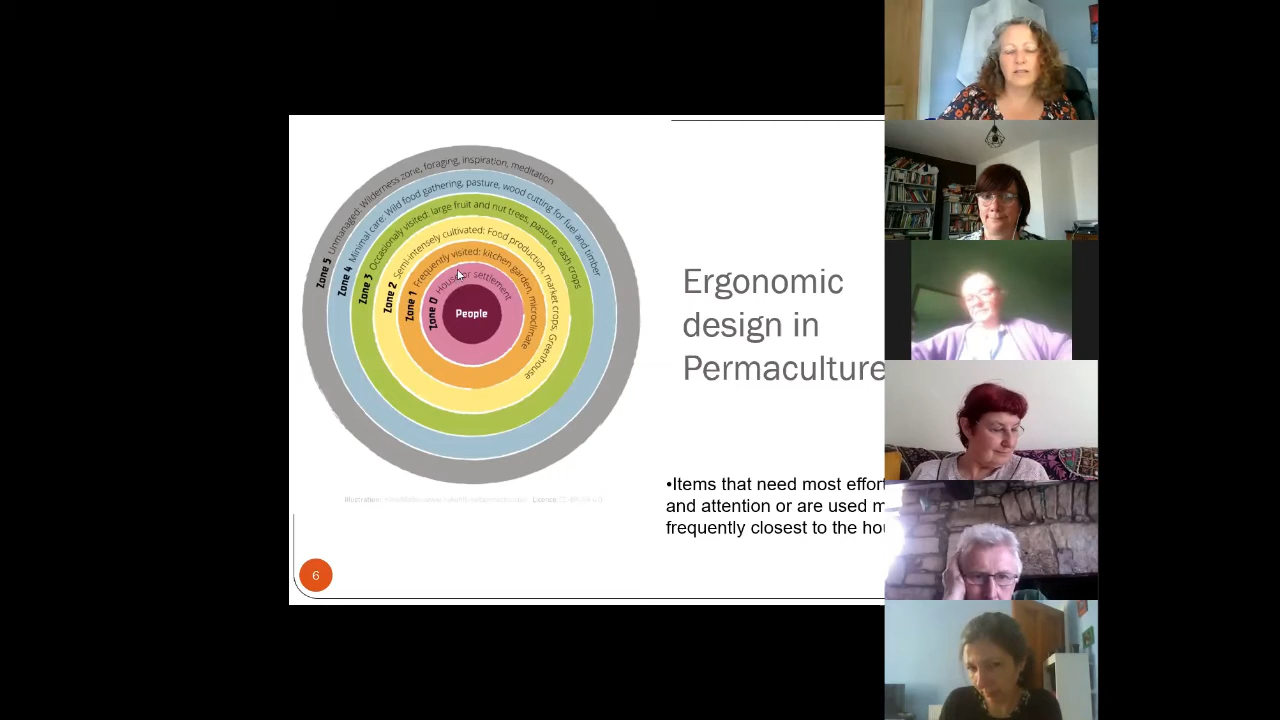 Zone 5 Unmanaged: Wilderness zone, foraging, inspiration, meditation
Zone 4 Minimal care: Wild food gathering, pasture, wood cutting for fuel and timber
Zone 3 Occasionaly visited: large fruit and nut trees, pasture, cash crops
Zone 2 Semi-intensely cultivated: Food production, market crops, Greenhouse
Zone 1 Frequently visited: kitchen garden, microclimate
Zone 0 House or settlement
People
Ergonomic
design in
Permaculture
•Items that need most effor
and attention or are used m
frequently closest to the hou
6